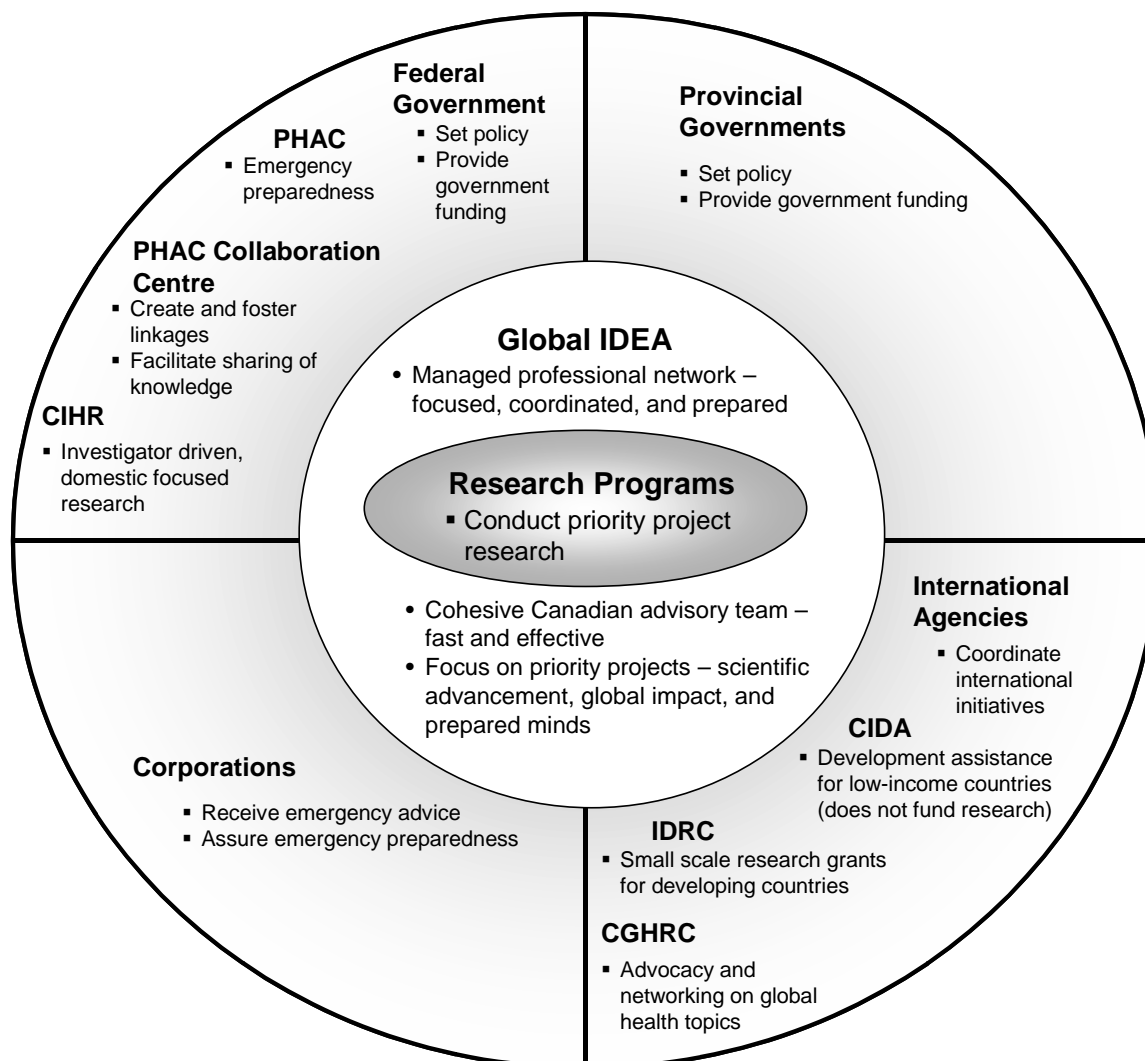 Federal
Government
▪ Set policy
▪ Provide
government
funding
PHAC
▪ Emergency
preparedness
PHAC Collaboration
Centre
▪ Create and foster
linkages
▪ Facilitate sharing of
knowledge
CIHR
▪ Investigator driven,
domestic focused
research
Provincial
Governments
▪ Set policy
▪ Provide government funding
Global IDEA
• Managed professional network –
focused, coordinated, and prepared
Research Programs
▪ Conduct priority project
research
• Cohesive Canadian advisory team –
fast and effective
• Focus on priority projects – scientific
advancement, global impact, and
prepared minds
Corporations
▪ Receive emergency advice
▪ Assure emergency preparedness
International
Agencies
▪ Coordinate
international
initiatives
CIDA
▪ Development assistance
for low-income countries
(does not fund research)
IDRC
▪ Small scale research grants
for developing countries
CGHRC
▪ Advocacy and
networking on global
health topics